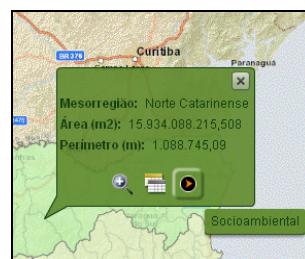 Curitiba
BR 376
Paranaguá
Mesorregião: Norte Catarinense
Área (m2): 15.934.088.215,508
Perímetro (m): 1.088.745,09
Socioambiental